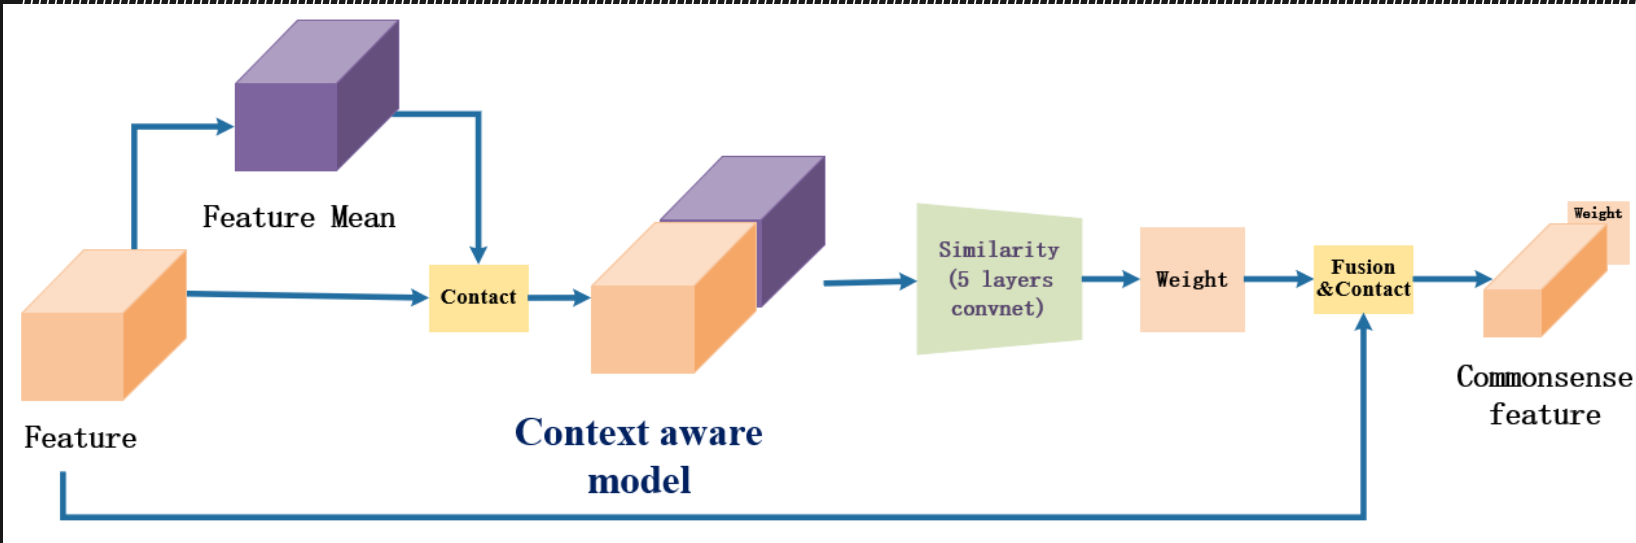 Feature Mean
Feature
Contact
Context aware
model
Similarity
(5 layers
convnet)
Weight
Fusion
&Contact
Weight
Commonsense
feature